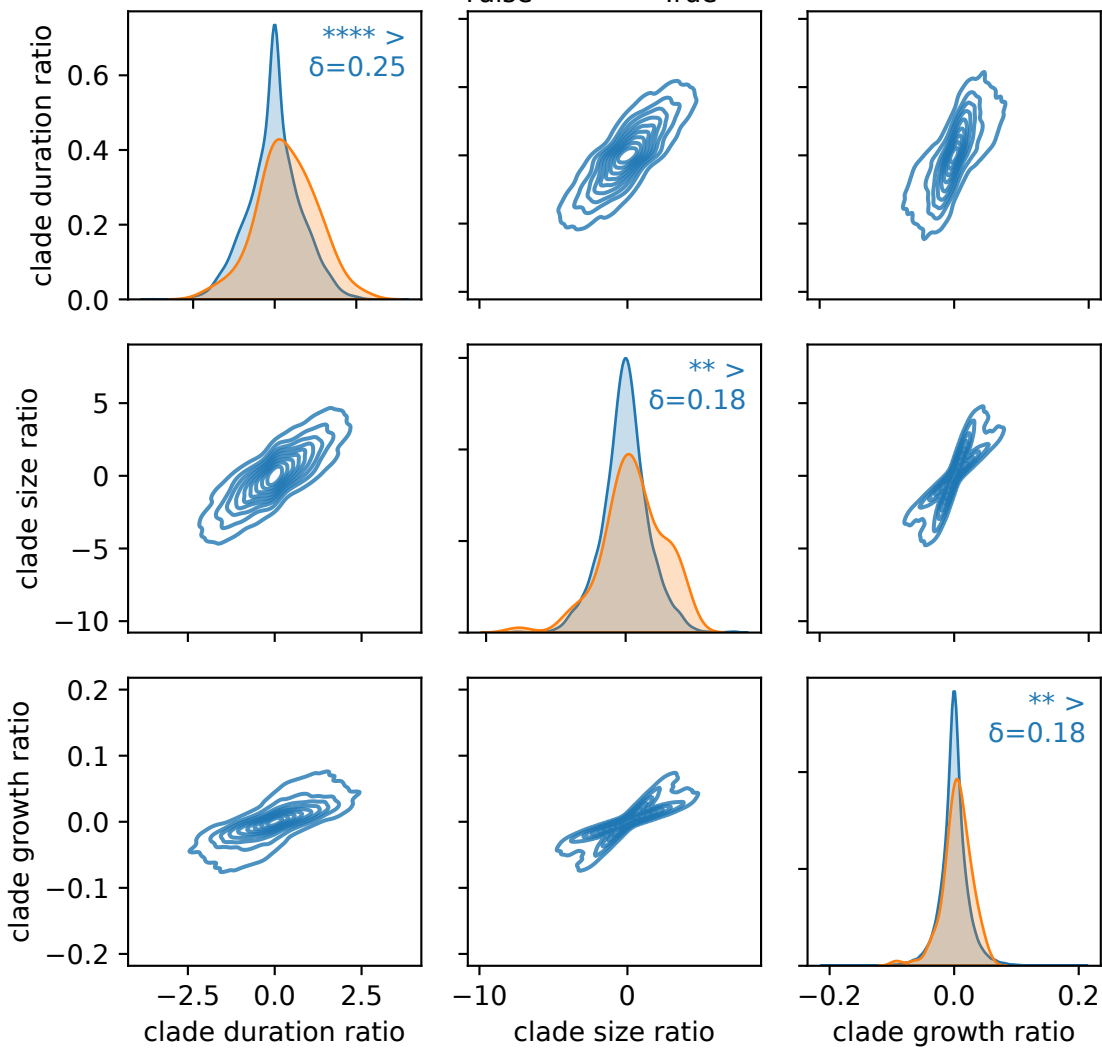 clade duration ratio
0.6
0.4
0.2
0.0
**** >
δ=0.25
clade size ratio
5
0
−5
−10
** >
δ=0.18
clade growth ratio
0.2
0.1
0.0
−0.1
−0.2
** >
δ=0.18
−2.5 0.0 2.5
−10 0
−0.2 0.0 0.2
clade duration ratio
clade size ratio
clade growth ratio